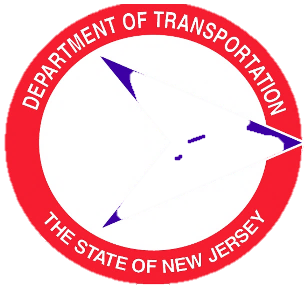 DEPARTMENT OF TRANSPORTATION
THE STATE OF NEW JERSEY